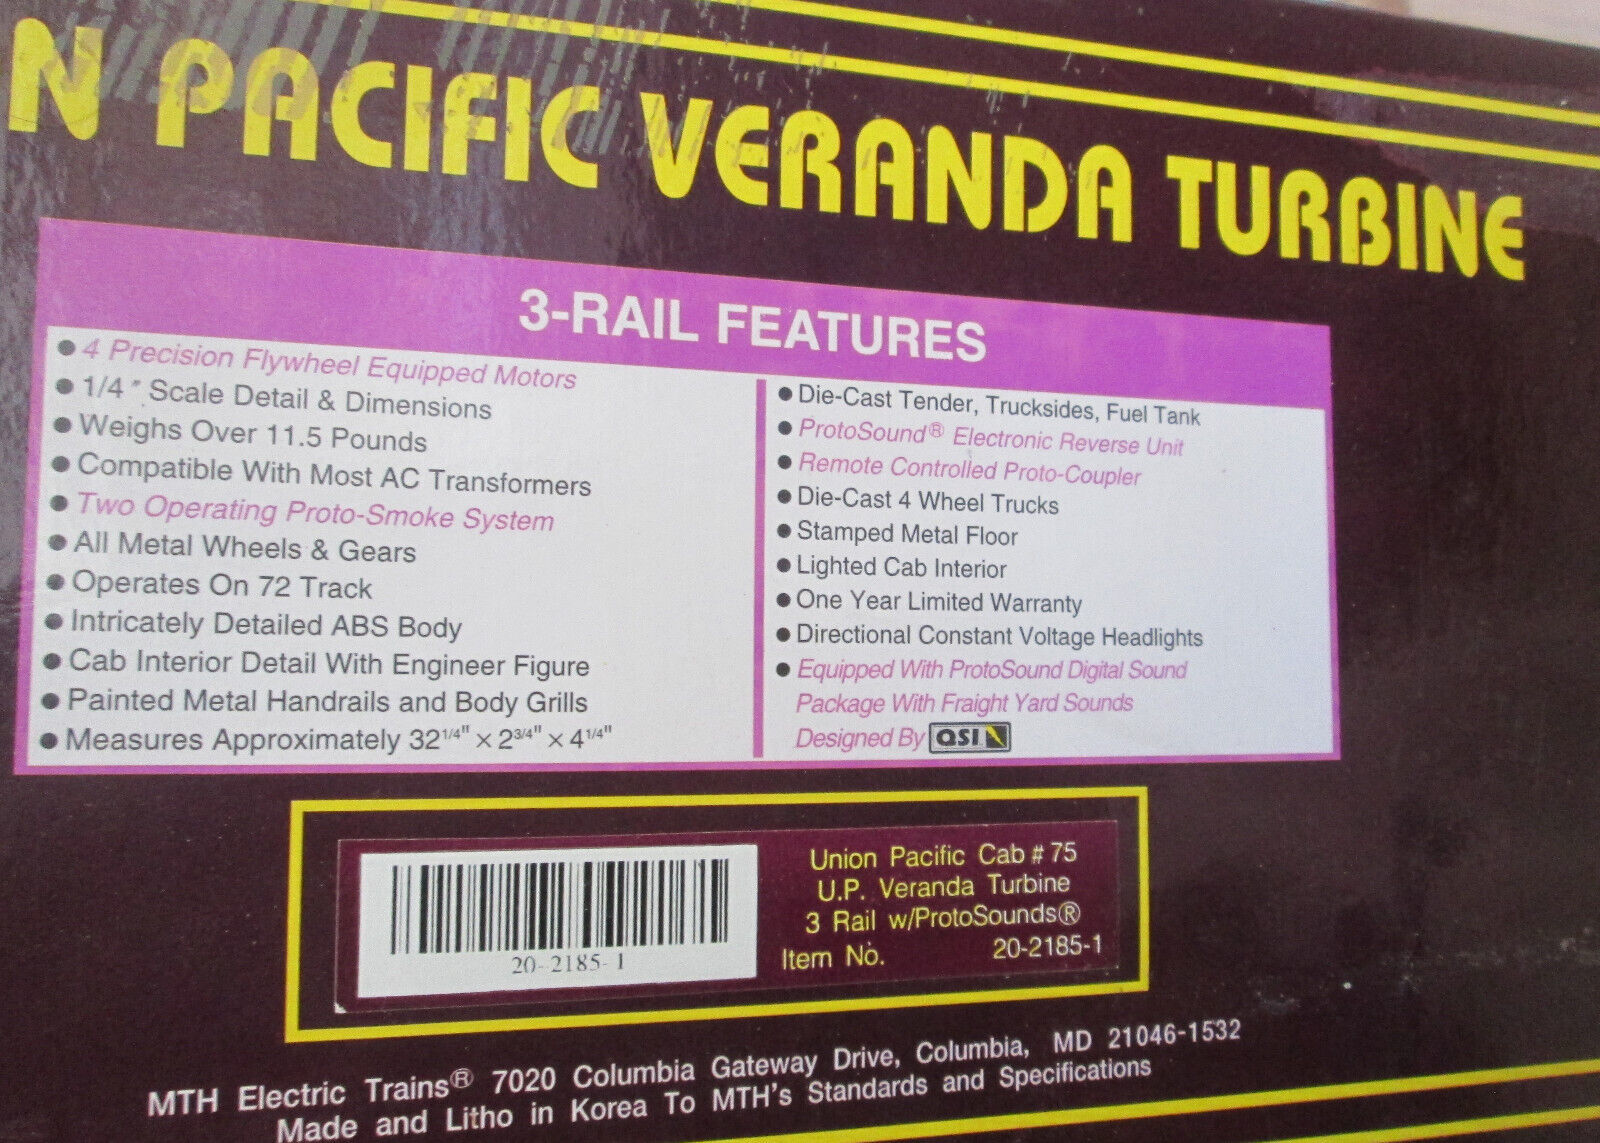 N PACIFIC VERANDA TURBINE
3-RAIL FEATURES
● 4 Precision Flywheel Equipped Motors
● 1/4 " Scale Detail & Dimensions
● Weighs Over 11.5 Pounds
● Compatible With Most AC Transformers
● Two Operating Proto-Smoke System
● All Metal Wheels & Gears
● Operates On 72 Track
● Intricately Detailed ABS Body
● Cab Interior Detail With Engineer Figure
● Painted Metal Handrails and Body Grills
● Measures Approximately 32 1/4" × 2 3/4" × 4 1/4"
● Die-Cast Tender, Trucksides, Fuel Tank
● ProtoSound® Electronic Reverse Unit
● Remote Controlled Proto-Coupler
● Die-Cast 4 Wheel Trucks
● Stamped Metal Floor
● Lighted Cab Interior
● One Year Limited Warranty
● Directional Constant Voltage Headlights
● Equipped With ProtoSound Digital Sound
Package With Fraight Yard Sounds
Designed By QSI
20-2185-1
Union Pacific Cab # 75
U.P. Veranda Turbine
3 Rail w/ProtoSounds®
Item No. 20-2185-1
MTH Electric Trains® 7020 Columbia Gateway Drive, Columbia, MD 21046-1532
Made and Litho in Korea To MTH's Standards and Specifications